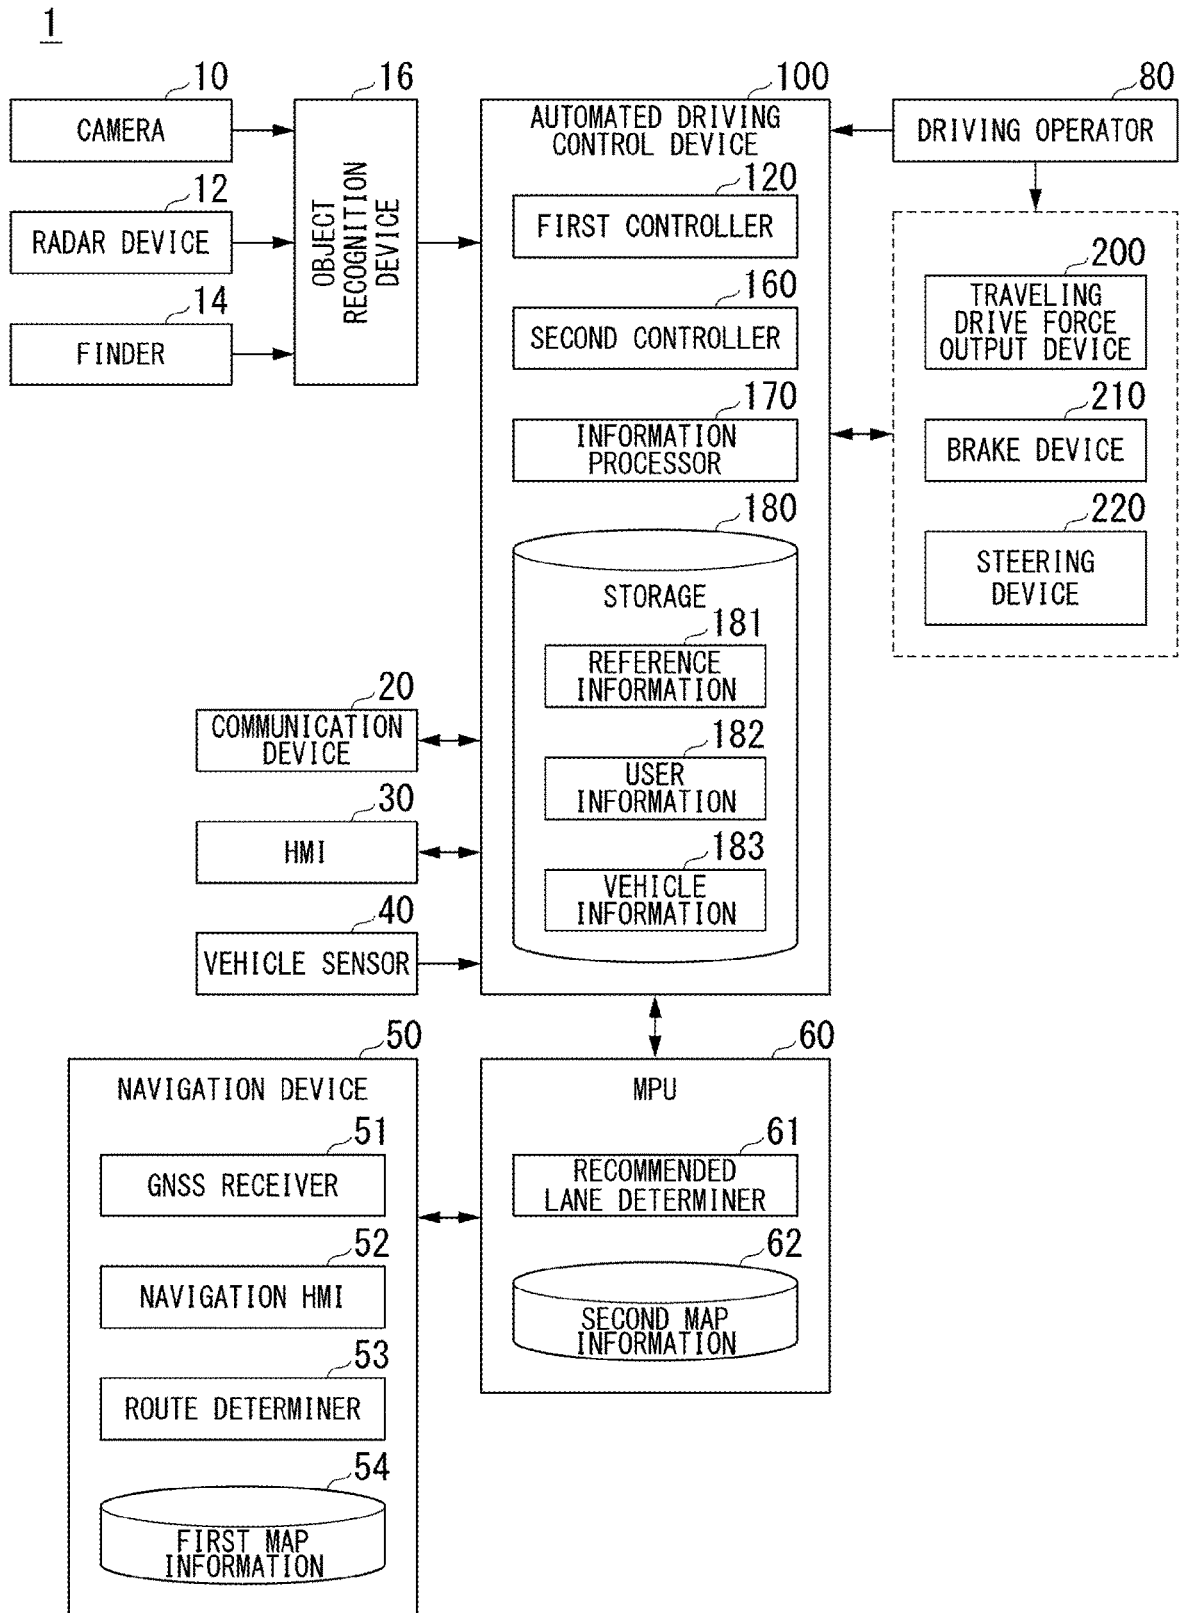 1
10
CAMERA
12
RADAR DEVICE
14
FINDER
16
OBJECT
RECOGNITION
DEVICE
100
AUTOMATED DRIVING
CONTROL DEVICE
120
FIRST CONTROLLER
160
SECOND CONTROLLER
170
INFORMATION
PROCESSOR
180
STORAGE
181
REFERENCE
INFORMATION
182
USER
INFORMATION
183
VEHICLE
INFORMATION
80
DRIVING OPERATOR
200
TRAVELING
DRIVE FORCE
OUTPUT DEVICE
210
BRAKE DEVICE
220
STEERING
DEVICE
20
COMMUNICATION
DEVICE
30
HMI
40
VEHICLE SENSOR
50
NAVIGATION DEVICE
51
GNSS RECEIVER
52
NAVIGATION HMI
53
ROUTE DETERMINER
54
FIRST MAP
INFORMATION
60
MPU
61
RECOMMENDED
LANE DETERMINER
62
SECOND MAP
INFORMATION